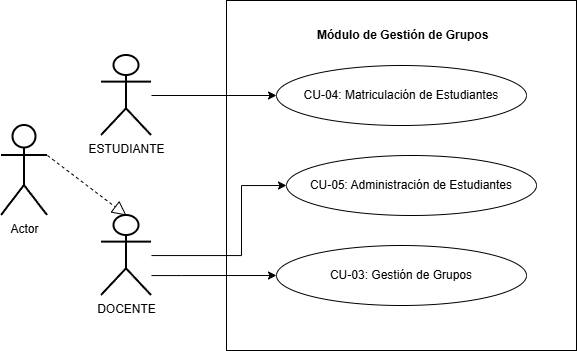 Módulo de Gestión de Grupos
CU-04: Matriculación de Estudiantes
ESTUDIANTE
CU-05: Administración de Estudiantes
Actor
CU-03: Gestión de Grupos
DOCENTE